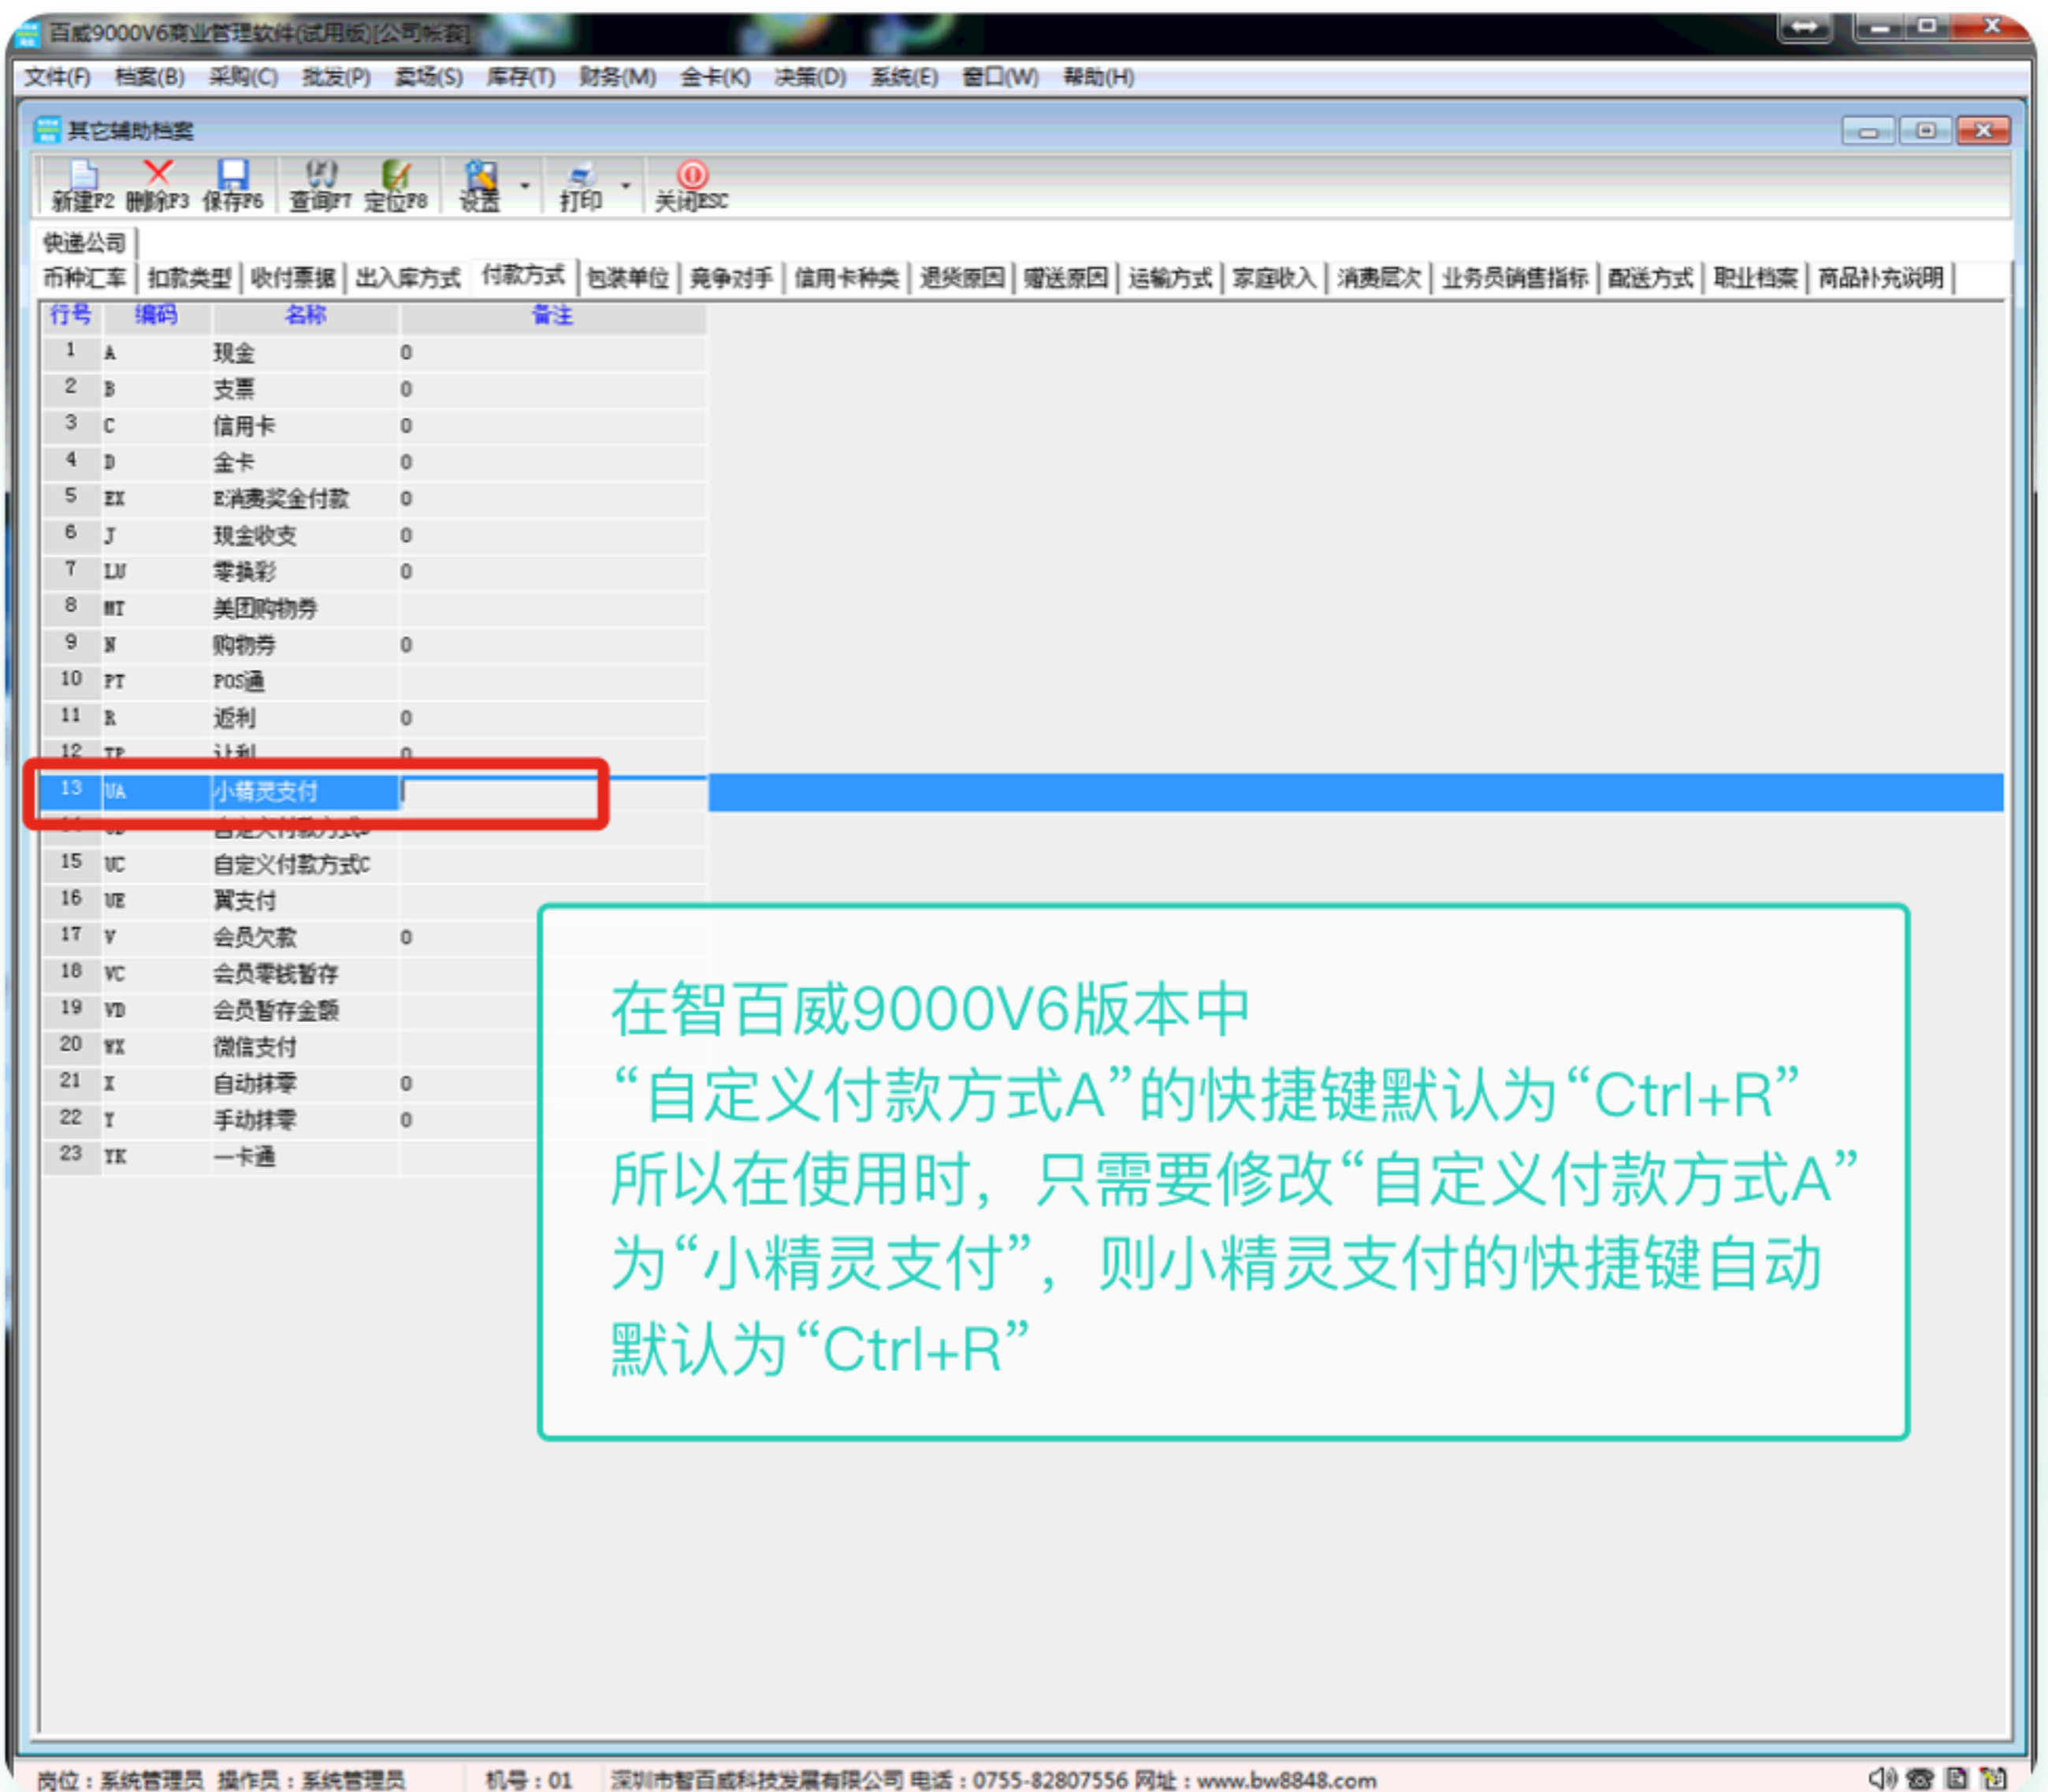 百威9000V6商业管理软件(试用版)[公司帐套]
文件(F) 档案(B) 采购(C) 批发(P) 卖场(S) 库存(T) 财务(M) 金卡(K) 决策(D) 系统(E) 窗口(W) 帮助(H)
其它辅助档案
新建F2 删除F3 保存F6 查询F7 定位F8 设置 打印 关闭ESC
快递公司
币种汇率 扣款类型 收付票据 出入库方式 付款方式 包装单位 竞争对手 信用卡种类 退货原因 赠送原因 运输方式 家庭收入 消费层次 业务员销售指标 配送方式 职业档案 商品补充说明
行号 编码 名称 备注
1 A 现金 0
2 B 支票 0
3 C 信用卡 0
4 D 金卡 0
5 EX E消费奖金付款 0
6 J 现金收支 0
7 LU 零换彩 0
8 MT 美团购物券
9 N 购物券 0
10 PT POS通
11 R 返利 0
12 TP 让利 0
13 UA 小精灵支付
自定义付款方式
15 UC 自定义付款方式C
16 UE 翼支付
17 V 会员欠款 0
18 VC 会员零钱暂存
19 VD 会员暂存金额
20 WX 微信支付
21 X 自动抹零 0
22 Y 手动抹零 0
23 YK 一卡通
在智百威9000V6版本中
“自定义付款方式A”的快捷键默认为“Ctrl+R”
所以在使用时，只需要修改“自定义付款方式A”
为“小精灵支付”，则小精灵支付的快捷键自动
默认为“Ctrl+R”
岗位：系统管理员 操作员：系统管理员 机号：01 深圳市智百威科技发展有限公司 电话：0755-82807556 网址：www.bw8848.com